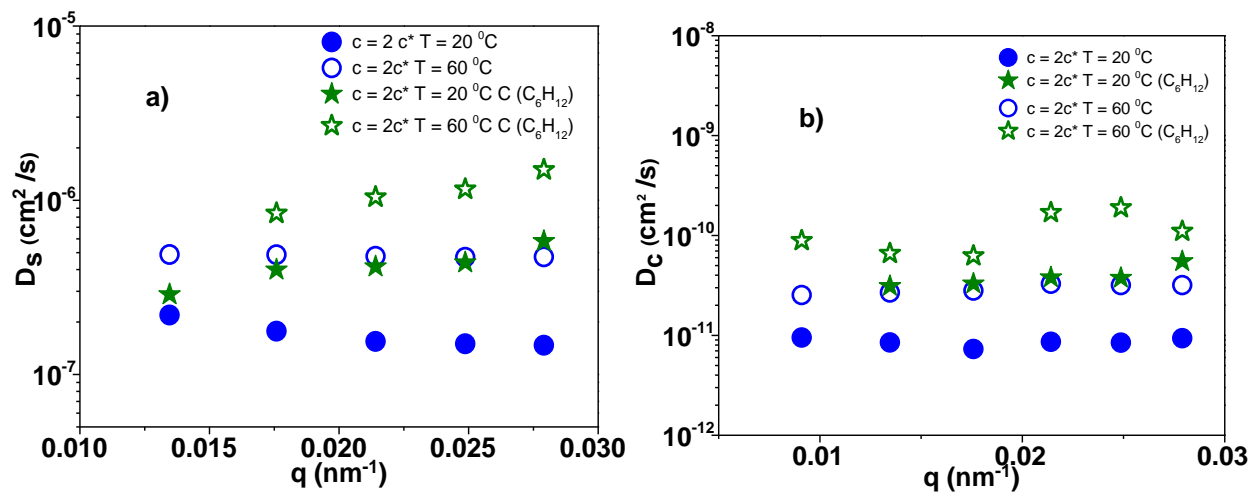 10⁻⁵
10⁻⁶
10⁻⁷
D_S (cm² /s)
a)
c = 2 c* T = 20 ⁰C
c = 2c* T = 60 ⁰C
c = 2c* T = 20 ⁰C C (C₆H₁₂)
c = 2c* T = 60 ⁰C C (C₆H₁₂)
0.010 0.015 0.020 0.025 0.030
q (nm⁻¹)
10⁻⁸
10⁻⁹
10⁻¹⁰
10⁻¹¹
10⁻¹²
D_C (cm² /s)
b)
c = 2c* T = 20 ⁰C
c = 2c* T = 20 ⁰C (C₆H₁₂)
c = 2c* T = 60 ⁰C
c = 2c* T = 60 ⁰C (C₆H₁₂)
0.01 0.02 0.03
q (nm⁻¹)